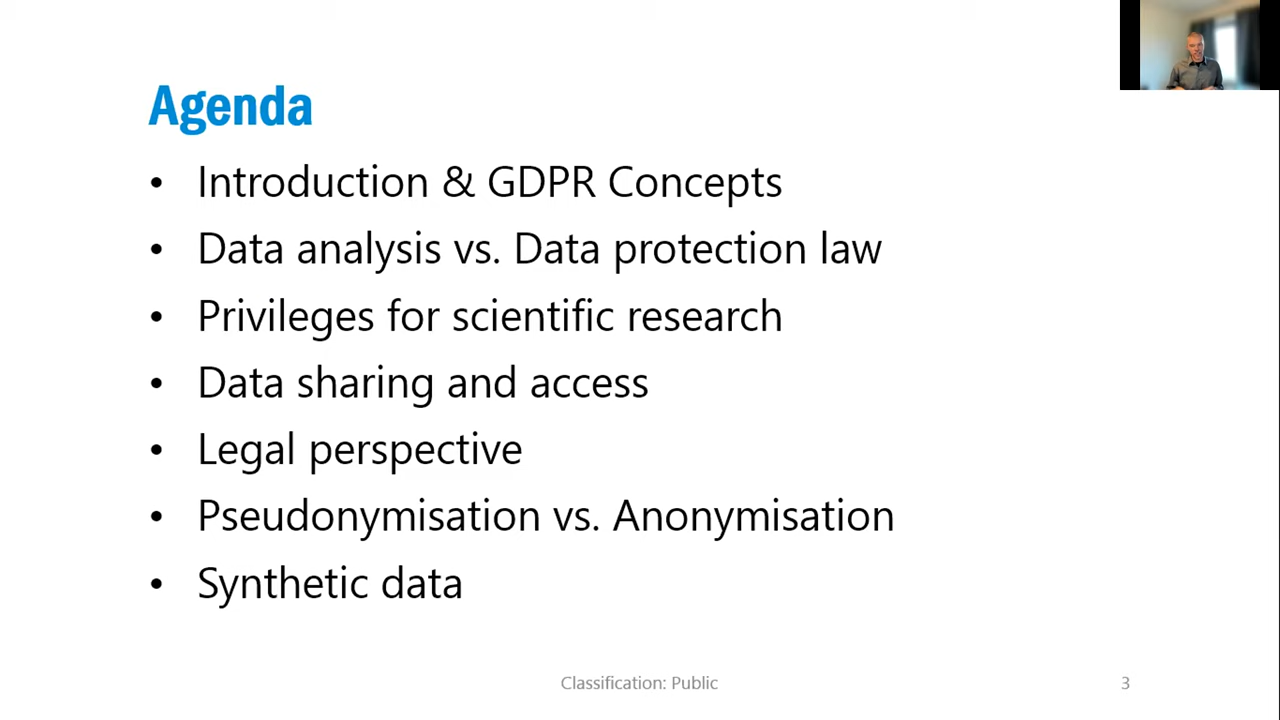 Agenda
• Introduction & GDPR Concepts
• Data analysis vs. Data protection law
• Privileges for scientific research
• Data sharing and access
• Legal perspective
• Pseudonymisation vs. Anonymisation
• Synthetic data
Classification: Public
3